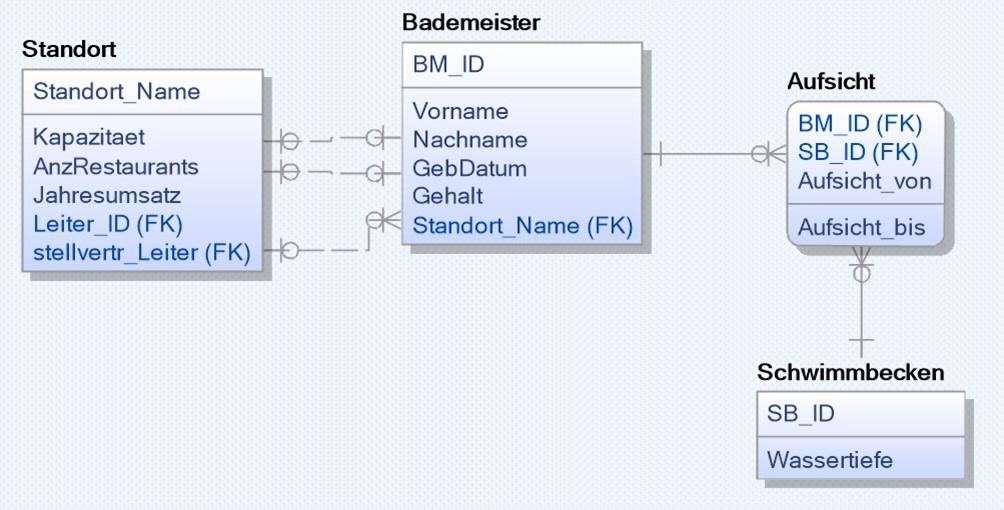 Standort
Standort_Name
Kapazitaet
AnzRestaurants
Jahresumsatz
Leiter_ID (FK)
stellvertr_Leiter (FK)
Bademeister
BM_ID
Vorname
Nachname
GebDatum
Gehalt
Standort_Name (FK)
Aufsicht
BM_ID (FK)
SB_ID (FK)
Aufsicht_von
Aufsicht_bis
Schwimmbecken
SB_ID
Wassertiefe